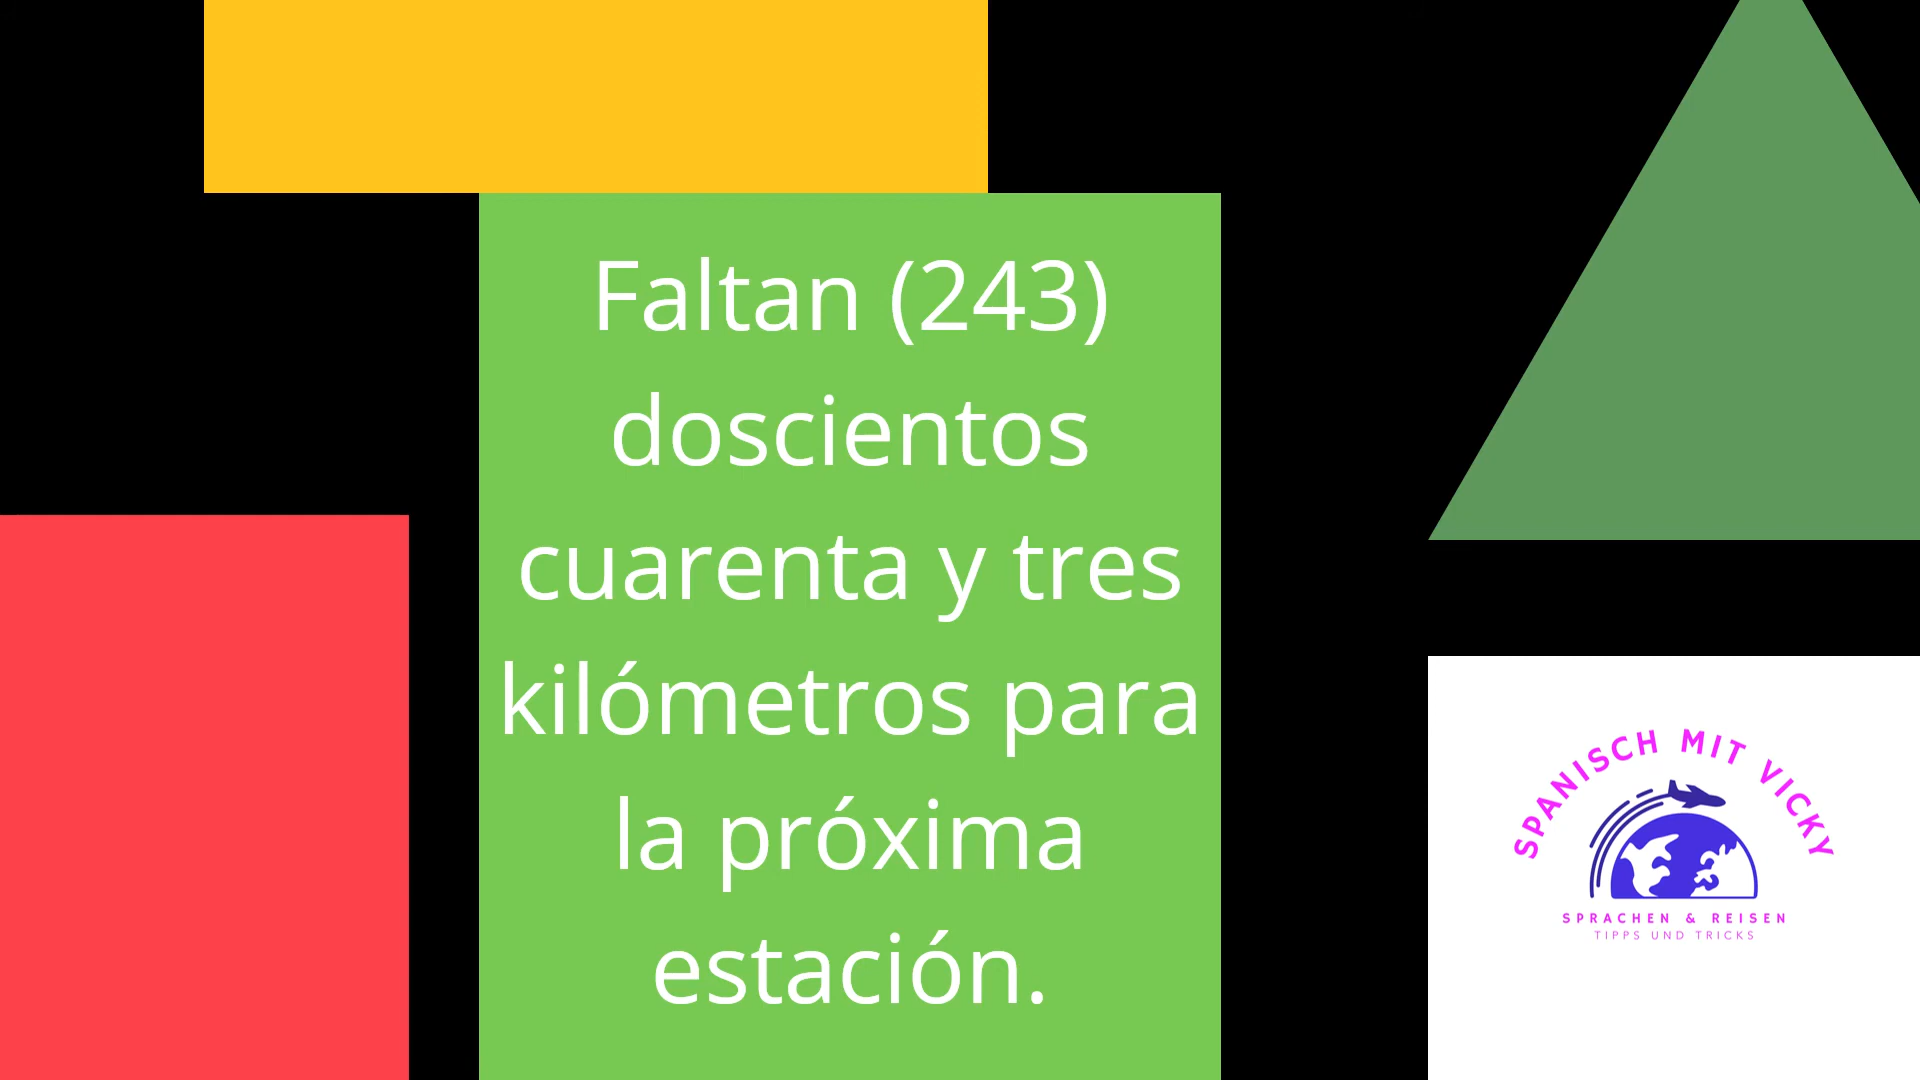 Faltan (243)
doscientos
cuarenta y tres
kilómetros para
la próxima
estación.
SPANISCH MIT VICKY
SPRACHEN & REISEN
TIPPS UND TRICKS